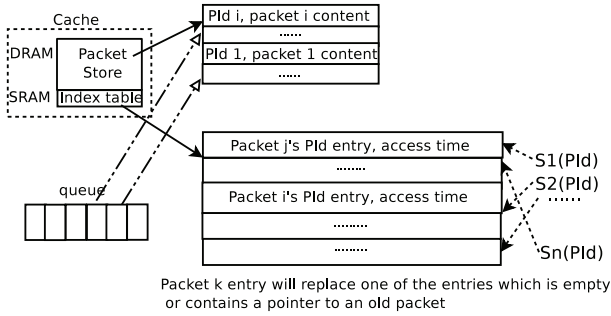 Cache
DRAM
Packet
Store
SRAM
Index table
PId i, packet i content
......
PId 1, packet 1 content
......
Packet j's PId entry, access time
........
Packet i's PId entry, access time
........
........
S1(PId)
S2(PId)
......
Sn(PId)
queue
Packet k entry will replace one of the entries which is empty
or contains a pointer to an old packet